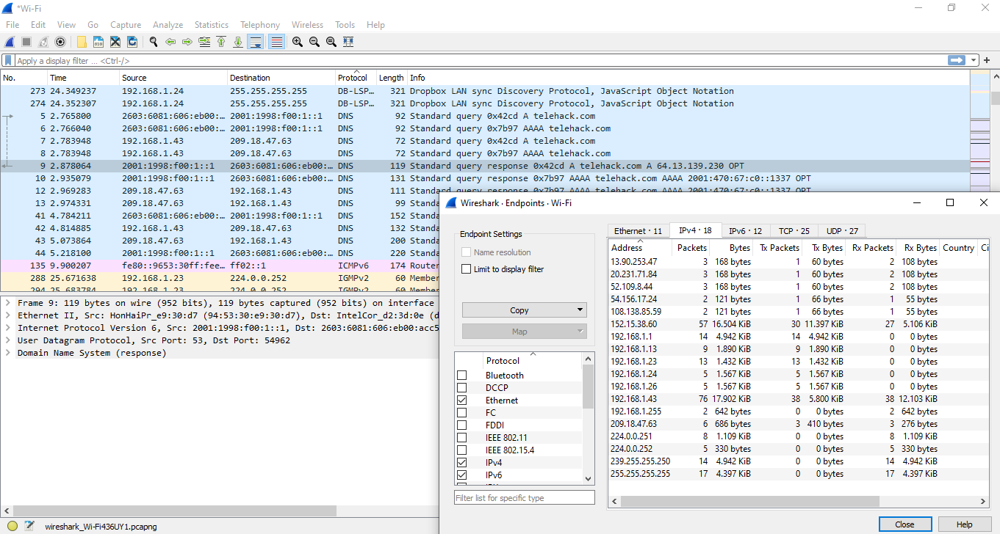 *Wi-Fi
File Edit View Go Capture Analyze Statistics Telephony Wireless Tools Help
Apply a display filter ... <Ctrl-/>
No. Time Source Destination Protocol Length Info
273 24.349237 192.168.1.24 255.255.255.255 DB-LSP… 321 Dropbox LAN sync Discovery Protocol, JavaScript Object Notation
274 24.352307 192.168.1.24 255.255.255.255 DB-LSP… 321 Dropbox LAN sync Discovery Protocol, JavaScript Object Notation
5 2.765800 2603:6081:606:eb00:… 2001:1998:f00:1::1 DNS 92 Standard query 0x42cd A telehack.com
6 2.766040 2603:6081:606:eb00:… 2001:1998:f00:1::1 DNS 92 Standard query 0x7b97 AAAA telehack.com
7 2.783948 192.168.1.43 209.18.47.63 DNS 72 Standard query 0x42cd A telehack.com
8 2.783948 192.168.1.43 209.18.47.63 DNS 72 Standard query 0x7b97 AAAA telehack.com
9 2.878064 2001:1998:f00:1::1 2603:6081:606:eb00:… DNS 119 Standard query response 0x42cd A telehack.com A 64.13.139.230 OPT
10 2.935079 2001:1998:f00:1::1 2603:6081:606:eb00:… DNS 131 Standard query response 0x7b97 AAAA telehack.com AAAA 2001:470:67:c0::1337 OPT
12 2.969283 209.18.47.63 192.168.1.43 DNS 111 Standard query response 0x7b97 AAAA telehack.com AAAA 2001:470:67:c0::1337 OPT
13 2.974331 209.18.47.63 192.168.1.43 DNS 99 Standa
41 4.784211 2603:6081:606:eb00:… 2001:1998:f00:1::1 DNS 152 Standa
42 4.814885 192.168.1.43 209.18.47.63 DNS 132 Standa
43 5.073864 209.18.47.63 192.168.1.43 DNS 200 Standa
44 5.218100 2001:1998:f00:1::1 2603:6081:606:eb00:… DNS 220 Standa
135 9.900207 fe80::9653:30ff:fee… ff02::1 ICMPv6 174 Router
288 25.671638 192.168.1.23 224.0.0.252 IGMPv2 60 Member
294 25.683784 192.168.1.23 224.0.0.252 IGMPv2 60 Member
Frame 9: 119 bytes on wire (952 bits), 119 bytes captured (952 bits) on interface
Ethernet II, Src: HonHaiPr_e9:30:d7 (94:53:30:e9:30:d7), Dst: IntelCor_d2:3d:0e (d
Internet Protocol Version 6, Src: 2001:1998:f00:1::1, Dst: 2603:6081:606:eb00:acc5
User Datagram Protocol, Src Port: 53, Dst Port: 54962
Domain Name System (response)
wireshark_Wi-Fi436UY1.pcapng
Wireshark · Endpoints · Wi-Fi
Endpoint Settings
Name resolution
Limit to display filter
Copy
Map
Protocol
Bluetooth
DCCP
Ethernet
FC
FDDI
IEEE 802.11
IEEE 802.15.4
IPv4
IPv6
Filter list for specific type
Ethernet · 11 IPv4 · 18 IPv6 · 12 TCP · 25 UDP · 27
Address Packets Bytes Tx Packets Tx Bytes Rx Packets Rx Bytes Country Ci
13.90.253.47 3 168 bytes 1 60 bytes 2 108 bytes
20.231.71.84 3 168 bytes 1 60 bytes 2 108 bytes
52.109.8.44 3 168 bytes 1 60 bytes 2 108 bytes
54.156.17.24 2 121 bytes 1 66 bytes 1 55 bytes
108.138.85.59 2 121 bytes 1 66 bytes 1 55 bytes
152.15.38.60 57 16.504 KiB 30 11.397 KiB 27 5.106 KiB
192.168.1.1 14 4.942 KiB 14 4.942 KiB 0 0 bytes
192.168.1.13 9 1.890 KiB 9 1.890 KiB 0 0 bytes
192.168.1.23 13 1.432 KiB 13 1.432 KiB 0 0 bytes
192.168.1.24 5 1.567 KiB 5 1.567 KiB 0 0 bytes
192.168.1.26 5 1.567 KiB 5 1.567 KiB 0 0 bytes
192.168.1.43 76 17.902 KiB 38 5.800 KiB 38 12.103 KiB
192.168.1.255 2 642 bytes 0 0 bytes 2 642 bytes
209.18.47.63 6 686 bytes 3 410 bytes 3 276 bytes
224.0.0.251 8 1.109 KiB 0 0 bytes 8 1.109 KiB
224.0.0.252 5 330 bytes 0 0 bytes 5 330 bytes
239.255.255.250 14 4.942 KiB 0 0 bytes 14 4.942 KiB
255.255.255.255 17 4.397 KiB 0 0 bytes 17 4.397 KiB
Close Help